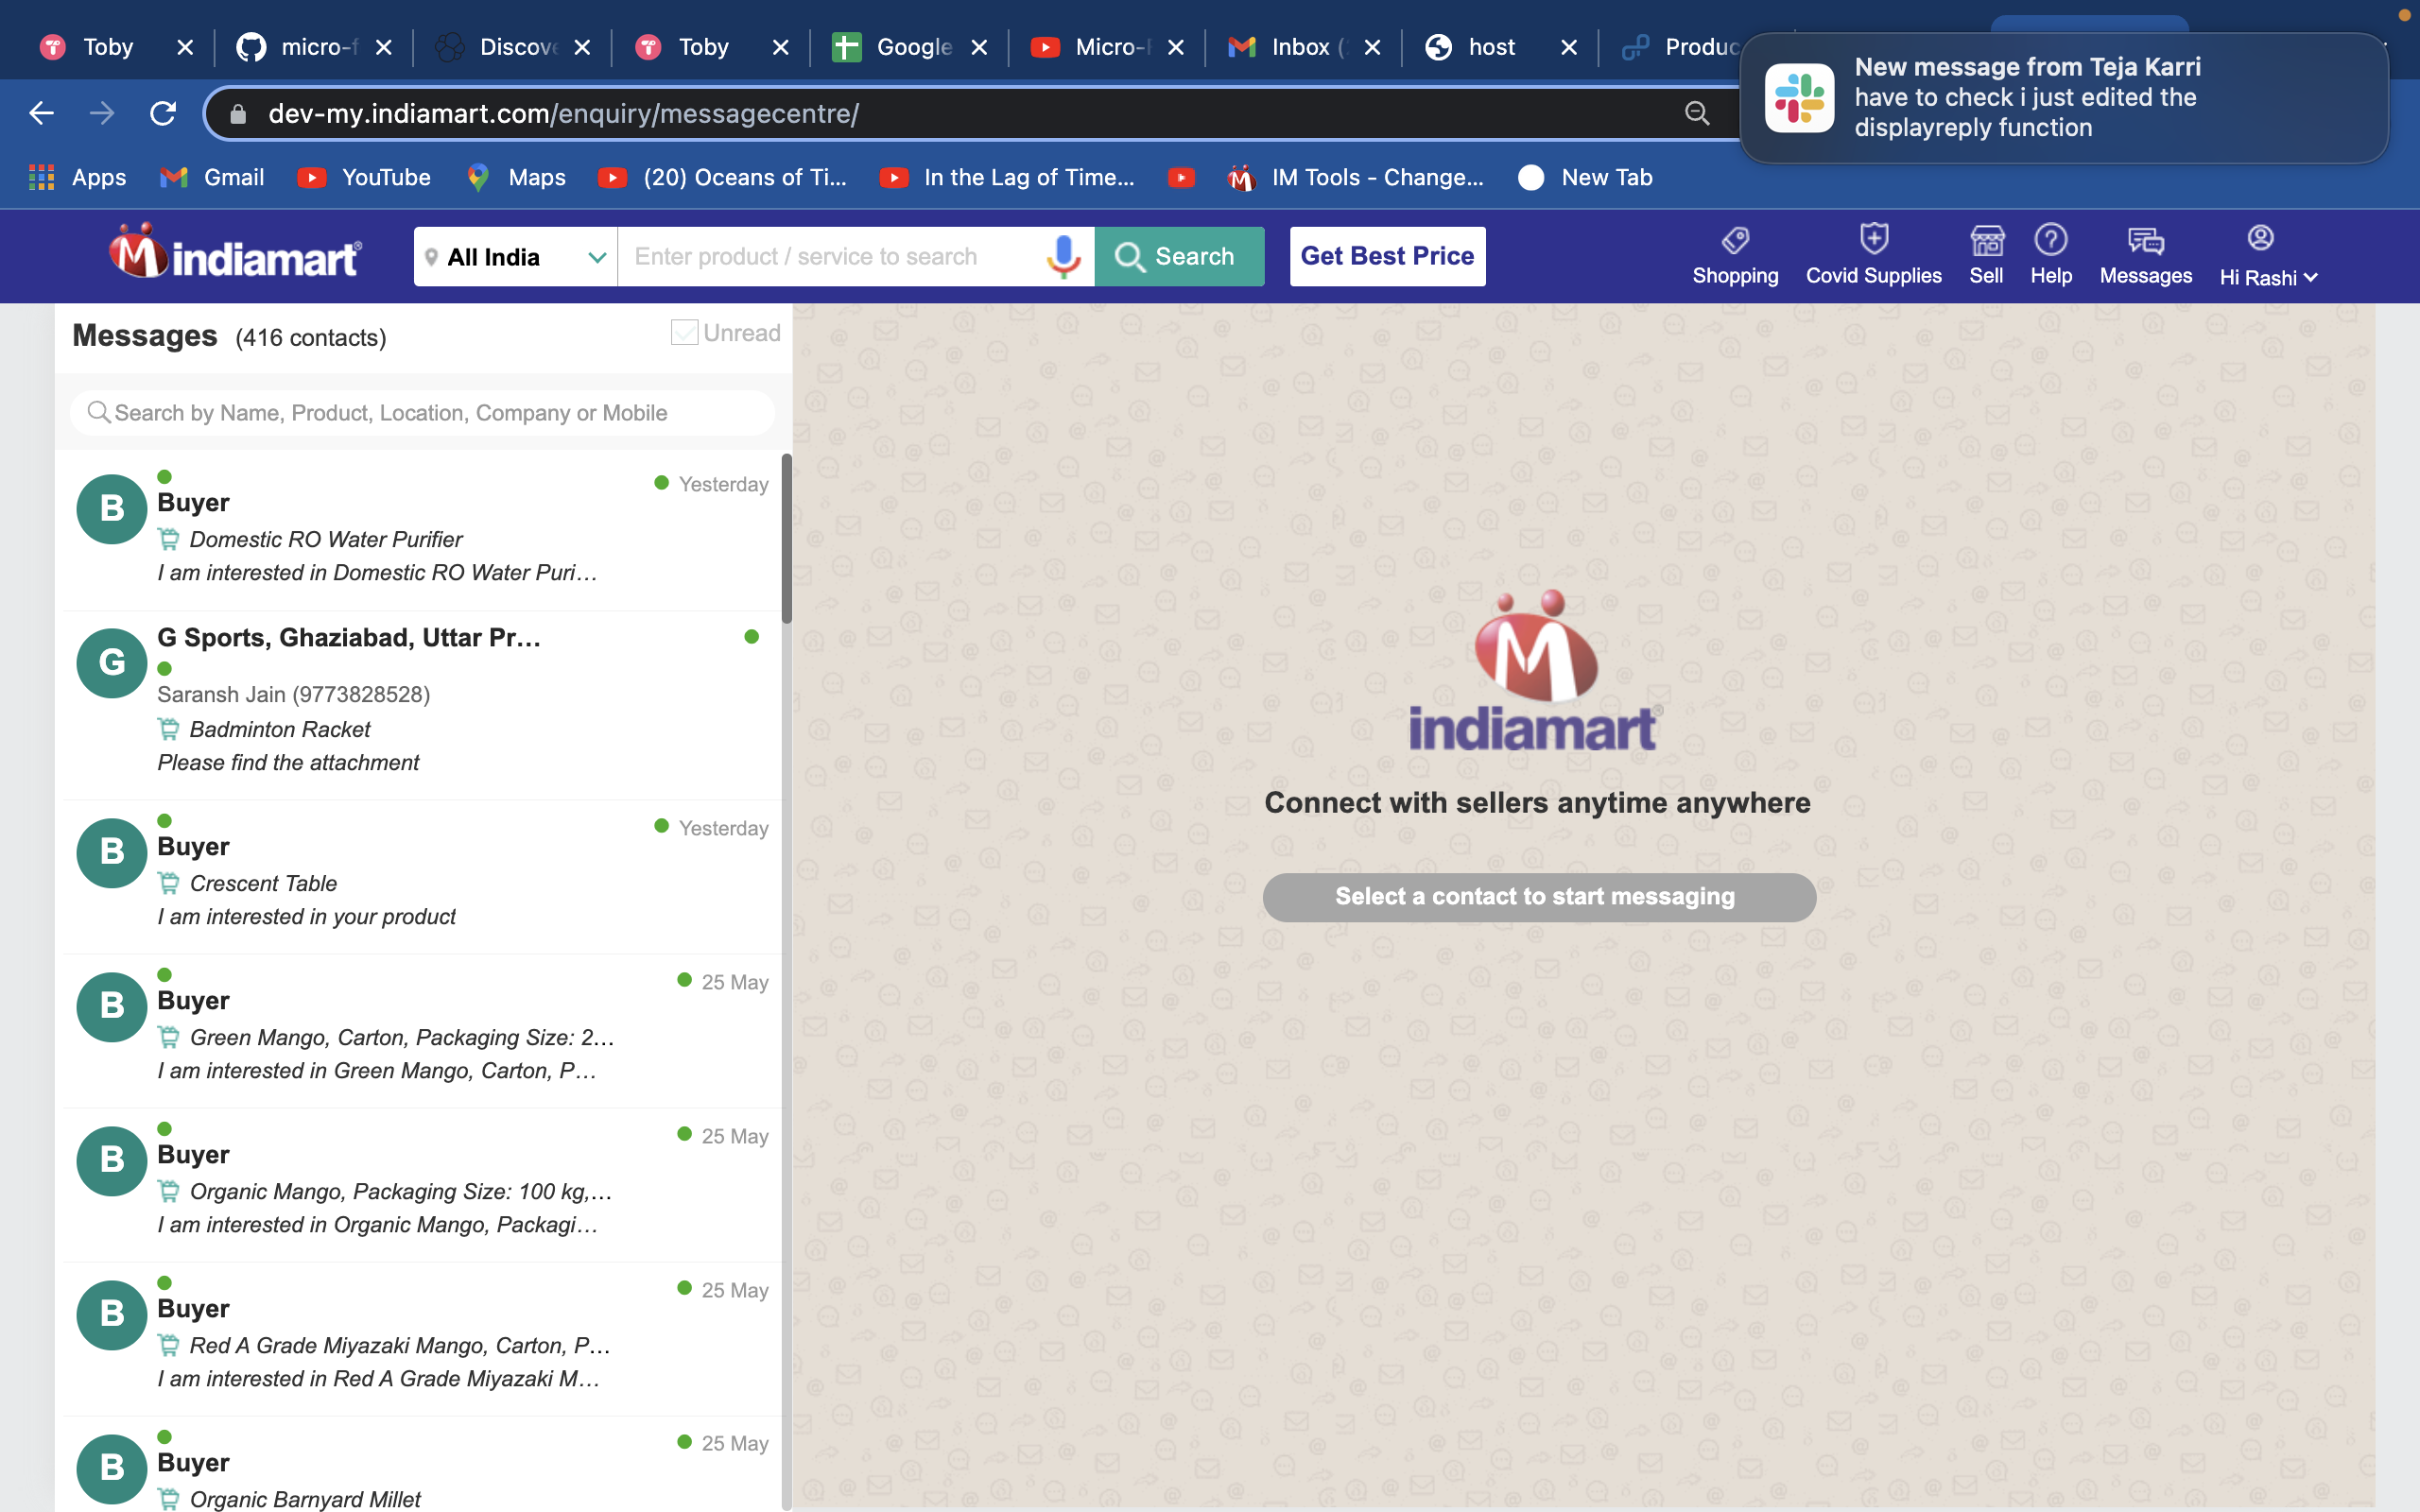 Toby
micro-f
Discove
Toby
Google
Micro-F
Inbox (
host
Produc
New message from Teja Karri
have to check i just edited the
displayreply function
dev-my.indiamart.com/enquiry/messagecentre/
Apps
Gmail
YouTube
Maps
(20) Oceans of Ti...
In the Lag of Time...
IM Tools - Change...
New Tab
indiamart
All India
Enter product / service to search
Search
Get Best Price
Shopping
Covid Supplies
Sell
Help
Messages
Hi Rashi
Messages (416 contacts)
Unread
Search by Name, Product, Location, Company or Mobile
B
Buyer
Yesterday
Domestic RO Water Purifier
I am interested in Domestic RO Water Puri...
G
G Sports, Ghaziabad, Uttar Pr...
Saransh Jain (9773828528)
Badminton Racket
Please find the attachment
B
Buyer
Yesterday
Crescent Table
I am interested in your product
B
Buyer
25 May
Green Mango, Carton, Packaging Size: 2...
I am interested in Green Mango, Carton, P...
B
Buyer
25 May
Organic Mango, Packaging Size: 100 kg,...
I am interested in Organic Mango, Packagi...
B
Buyer
25 May
Red A Grade Miyazaki Mango, Carton, P...
I am interested in Red A Grade Miyazaki M...
B
Buyer
25 May
Organic Barnyard Millet
indiamart
Connect with sellers anytime anywhere
Select a contact to start messaging